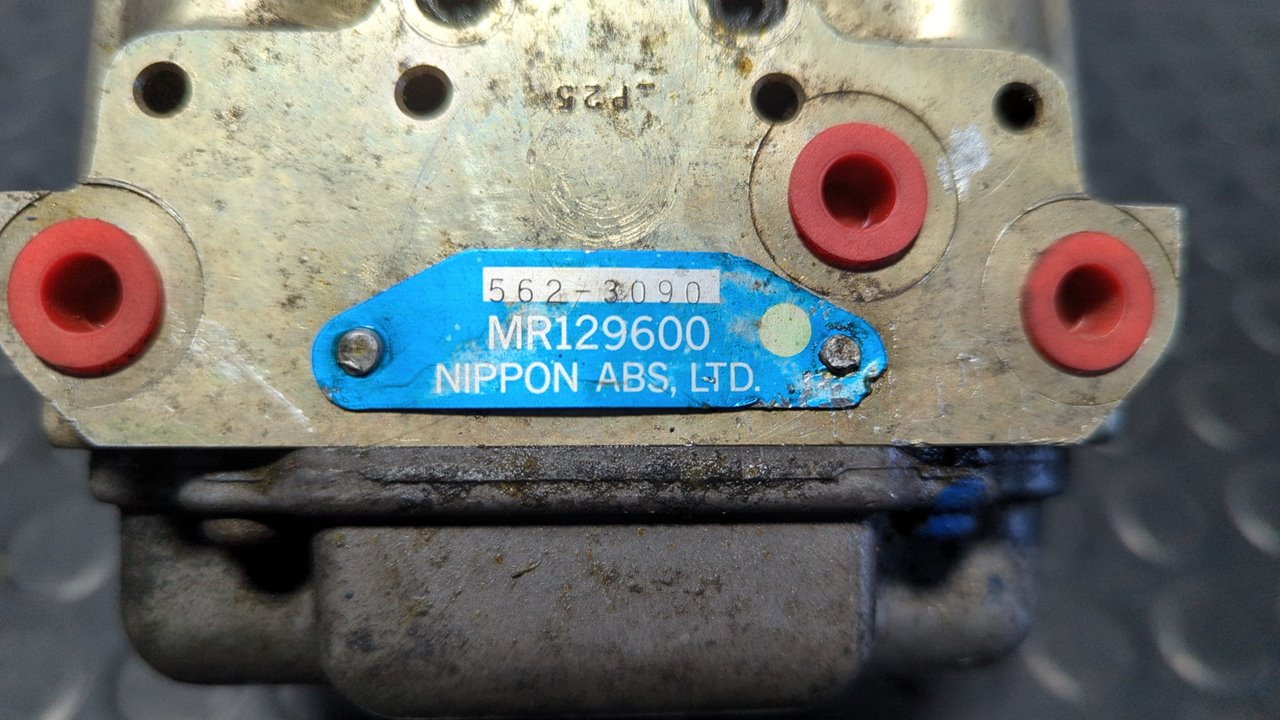 P25
562-3090
MR129600
NIPPON ABS, LTD.